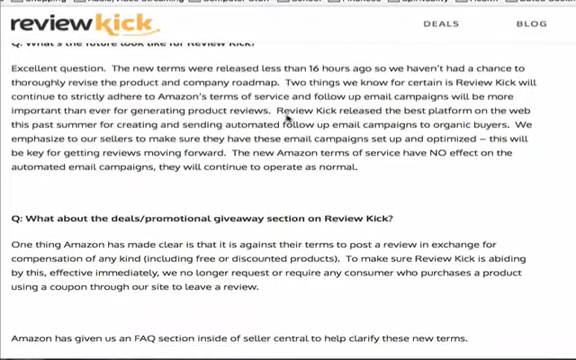 reviewkick
DEALS
BLOG
Q: What's the future look like for Review Kick?
Excellent question. The new terms were released less than 16 hours ago so we haven't had a chance to
thoroughly revise the product and company roadmap. Two things we know for certain is Review Kick will
continue to strictly adhere to Amazon's terms of service and follow up email campaigns will be more
important than ever for generating product reviews. Review Kick released the best platform on the web
this past summer for creating and sending automated follow up email campaigns to organic buyers. We
emphasize to our sellers to make sure they have these email campaigns set up and optimized – this will
be key for getting reviews moving forward. The new Amazon terms of service have NO effect on the
automated email campaigns, they will continue to operate as normal.
Q: What about the deals/promotional giveaway section on Review Kick?
One thing Amazon has made clear is that it is against their terms to post a review in exchange for
compensation of any kind (including free or discounted products). To make sure Review Kick is abiding
by this, effective immediately, we no longer request or require any consumer who purchases a product
using a coupon through our site to leave a review.
Amazon has given us an FAQ section inside of seller central to help clarify these new terms.